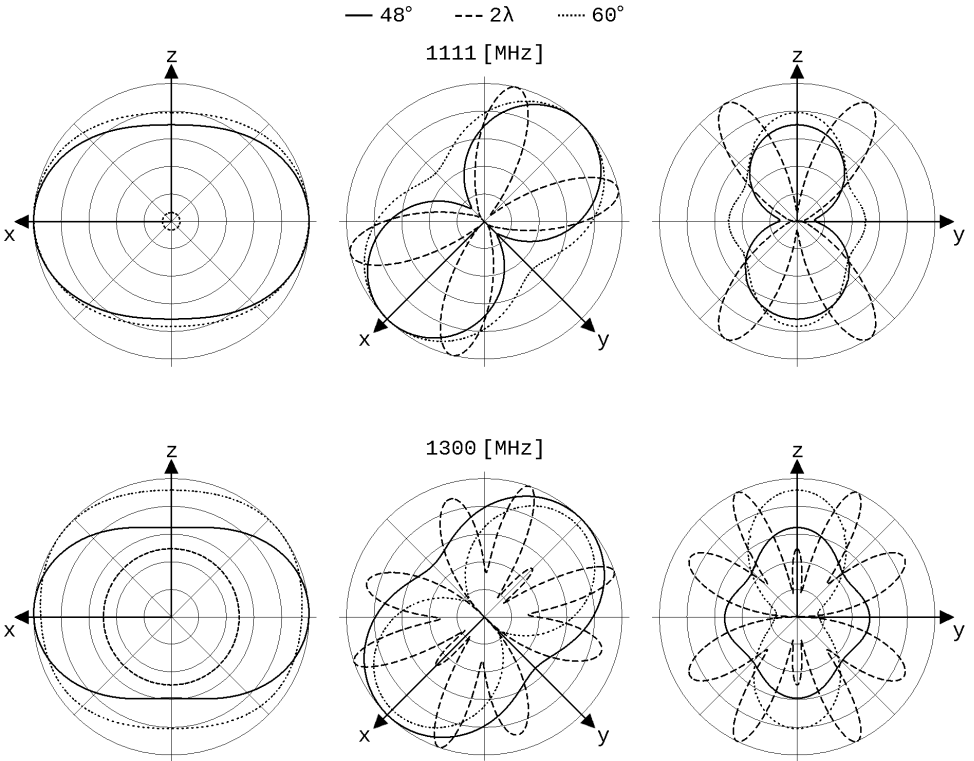 48° 2λ 60°
1111 [MHz]
z z
x x y y
1300 [MHz]
z z
x x y y